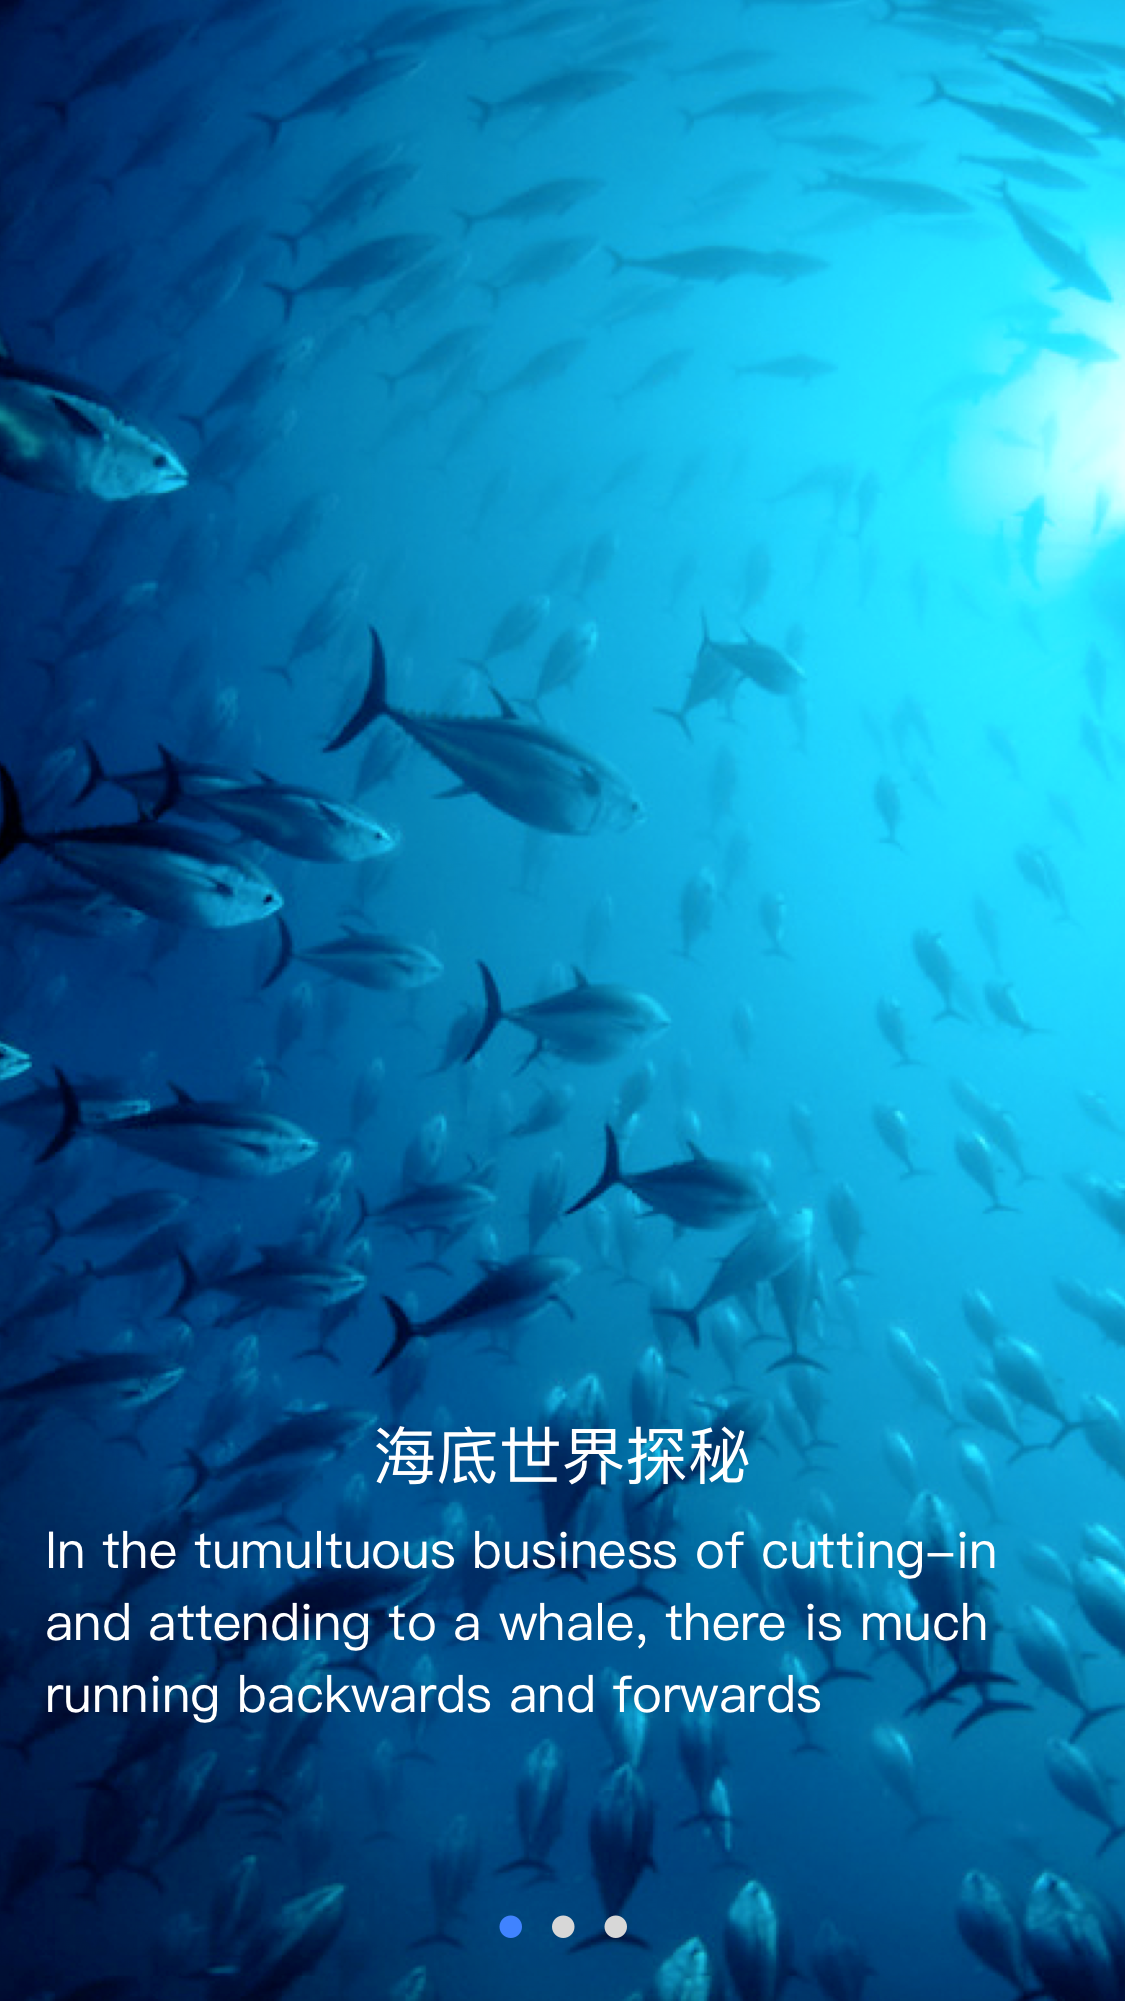 海底世界探秘
In the tumultuous business of cutting-in
and attending to a whale, there is much
running backwards and forwards